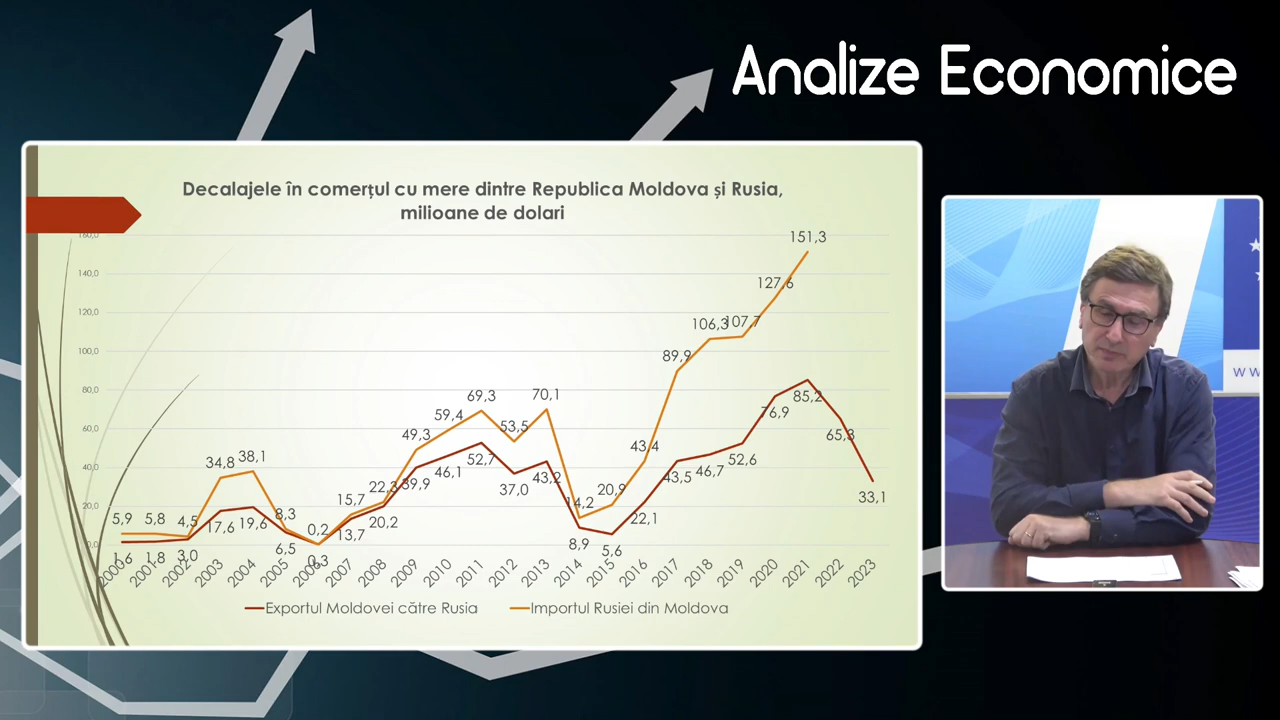 Analize Economice
Decalajele în comerțul cu mere dintre Republica Moldova și Rusia,
milioane de dolari
160,0
140,0
120,0
100,0
80,0
60,0
40,0
20,0
0,0
5,9 5,8 4,5 34,8 38,1 8,3 0,2 15,7 22,3 49,3 59,4 69,3 53,5 70,1 14,2 20,9 43,4 89,9 106,3 107,7 127,6 151,3
1,6 1,8 3,0 17,6 19,6 6,5 0,3 13,7 20,2 39,9 46,1 52,7 37,0 43,2 8,9 5,6 22,1 43,5 46,7 52,6 76,9 85,2 65,3 33,1
2000 2001 2002 2003 2004 2005 2006 2007 2008 2009 2010 2011 2012 2013 2014 2015 2016 2017 2018 2019 2020 2021 2022 2023
Exportul Moldovei către Rusia Importul Rusiei din Moldova